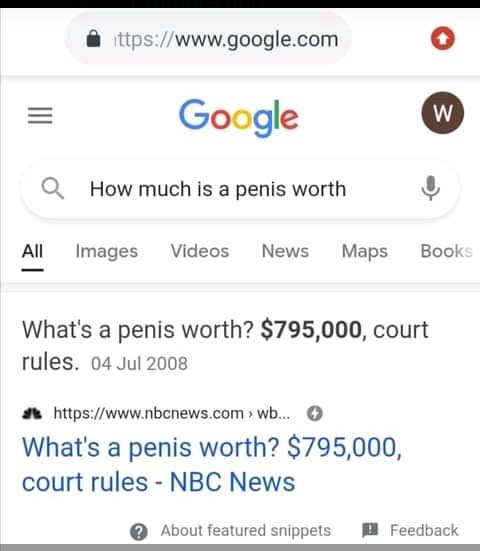 ttps://www.google.com
Google
W
How much is a penis worth
All Images Videos News Maps Books
What's a penis worth? $795,000, court
rules. 04 Jul 2008
https://www.nbcnews.com › wb...
What's a penis worth? $795,000,
court rules - NBC News
? About featured snippets ! Feedback